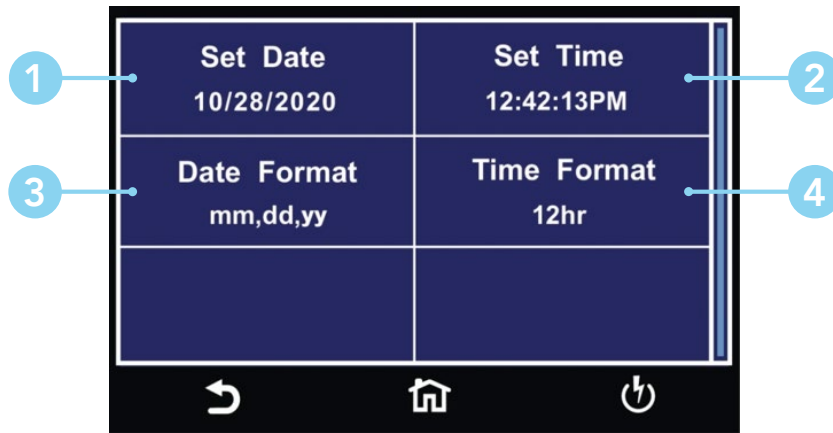 1
Set Date
10/28/2020
Set Time
12:42:13PM
2
3
Date Format
mm,dd,yy
Time Format
12hr
4